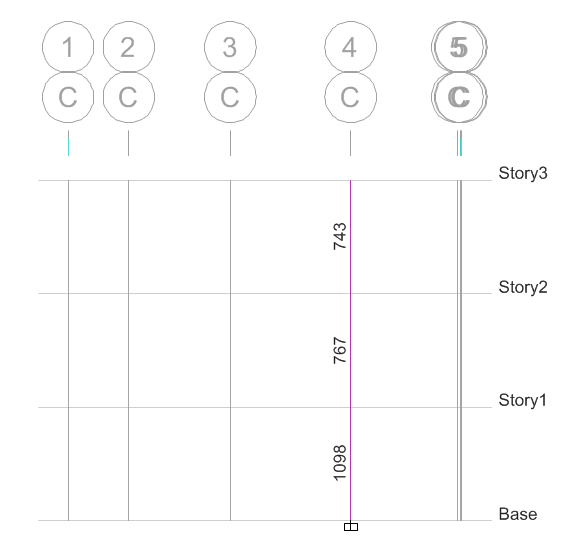 1 2 3 4 5
C C C C C
Story3
743
Story2
767
Story1
1098
Base